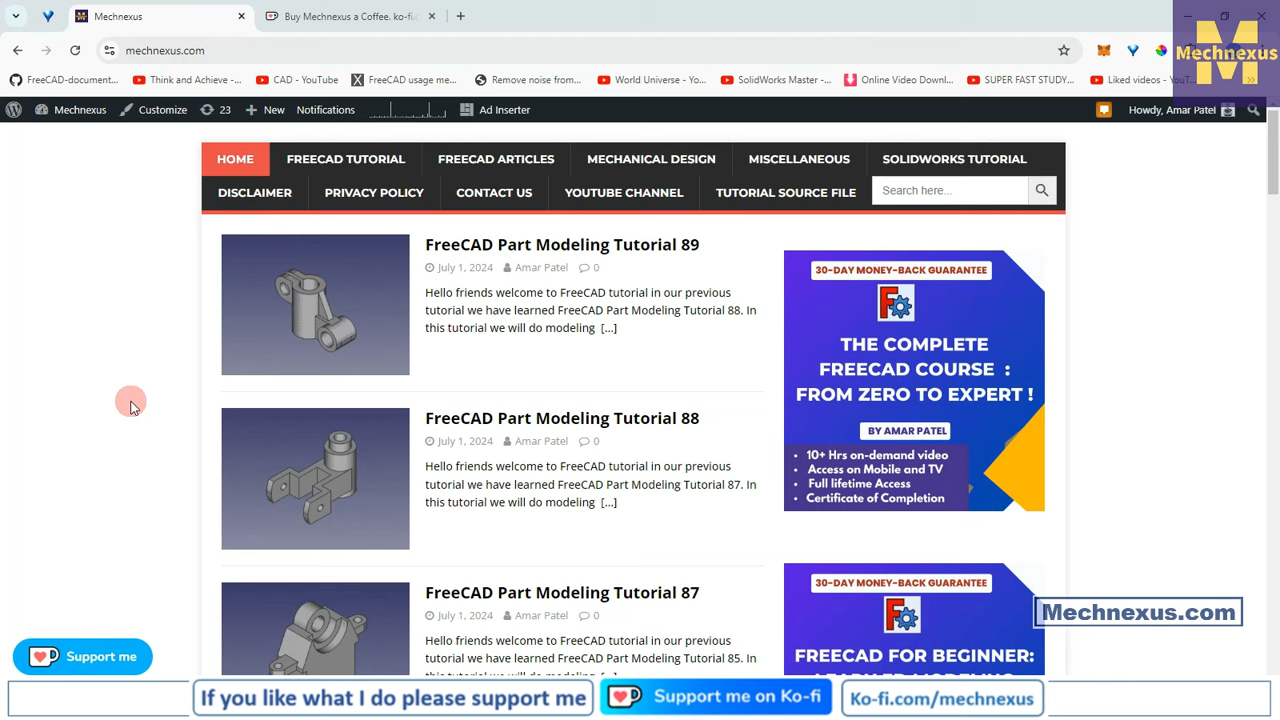 Mechnexus
Buy Mechnexus a Coffee. ko-fi.c
Mechnexus
mechnexus.com
FreeCAD-document...
Think and Achieve -...
CAD - YouTube
FreeCAD usage me...
Remove noise from...
World Universe - Yo...
SolidWorks Master -...
Online Video Downl...
SUPER FAST STUDY...
Liked videos - YouT...
Mechnexus
Customize
23
New
Notifications
Ad Inserter
Howdy, Amar Patel
HOME
FREECAD TUTORIAL
FREECAD ARTICLES
MECHANICAL DESIGN
MISCELLANEOUS
SOLIDWORKS TUTORIAL
DISCLAIMER
PRIVACY POLICY
CONTACT US
YOUTUBE CHANNEL
TUTORIAL SOURCE FILE
Search here...
FreeCAD Part Modeling Tutorial 89
July 1, 2024 Amar Patel 0
Hello friends welcome to FreeCAD tutorial in our previous
tutorial we have learned FreeCAD Part Modeling Tutorial 88. In
this tutorial we will do modeling [...]
FreeCAD Part Modeling Tutorial 88
July 1, 2024 Amar Patel 0
Hello friends welcome to FreeCAD tutorial in our previous
tutorial we have learned FreeCAD Part Modeling Tutorial 87. In
this tutorial we will do modeling [...]
FreeCAD Part Modeling Tutorial 87
July 1, 2024 Amar Patel 0
Hello friends welcome to FreeCAD tutorial in our previous
tutorial we have learned FreeCAD Part Modeling Tutorial 85. In
30-DAY MONEY-BACK GUARANTEE
THE COMPLETE
FREECAD COURSE :
FROM ZERO TO EXPERT !
BY AMAR PATEL
• 10+ Hrs on-demand video
• Access on Mobile and TV
• Full lifetime Access
• Certificate of Completion
30-DAY MONEY-BACK GUARANTEE
FREECAD FOR BEGINNER:
Mechnexus.com
Support me
If you like what I do please support me
Support me on Ko-fi
Ko-fi.com/mechnexus